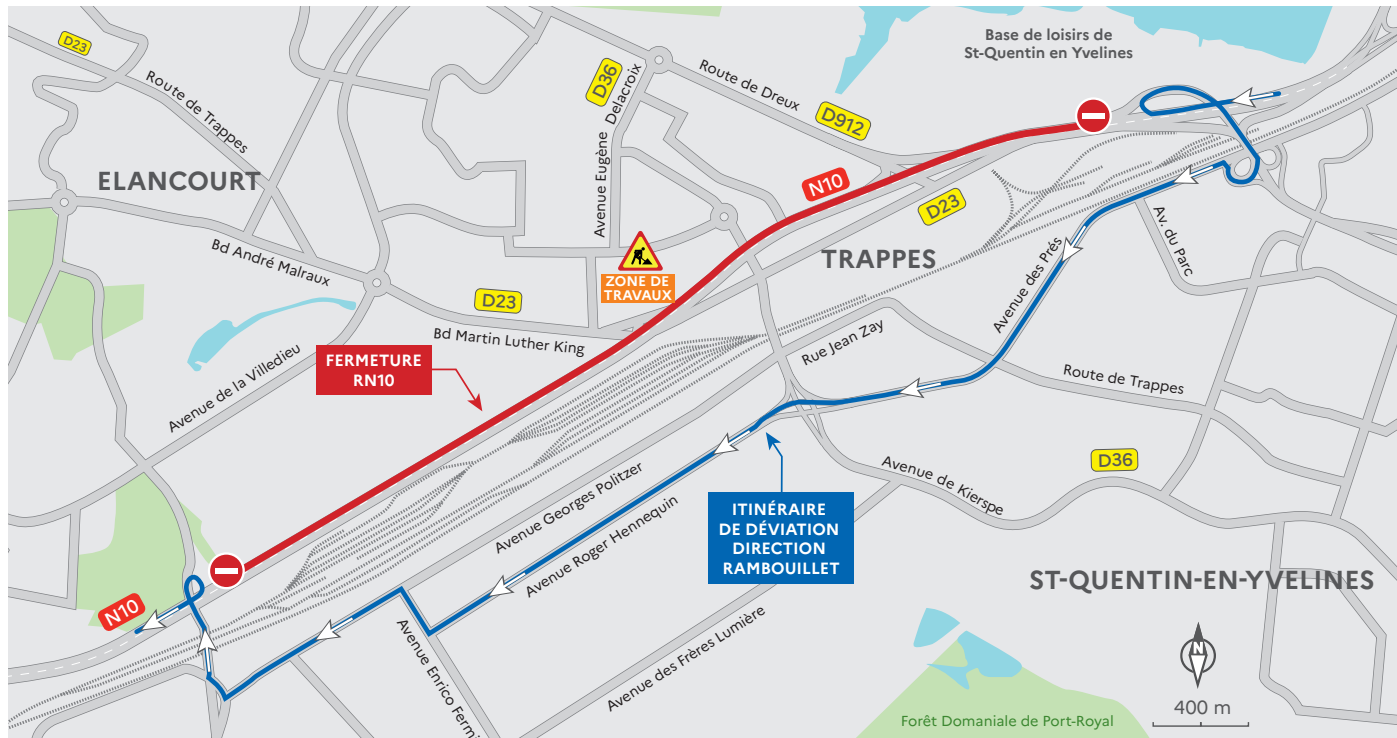 Base de loisirs de
St-Quentin en Yvelines
D23
Route de Trappes
D36
Avenue Eugène Delacroix
Route de Dreux
D912
ELANCOURT
N10
D23
Av. du Parc
Bd André Malraux
TRAPPES
Avenue des Prés
ZONE DE
TRAVAUX
D23
Bd Martin Luther King
Rue Jean Zay
FERMETURE
RN10
Route de Trappes
Avenue de la Villedieu
D36
Avenue de Kierspe
Avenue Georges Politzer
ITINÉRAIRE
DE DÉVIATION
DIRECTION
RAMBOUILLET
Avenue Roger Hennequin
ST-QUENTIN-EN-YVELINES
N10
Avenue Enrico Fermi
Avenue des Frères Lumière
N
400 m
Forêt Domaniale de Port-Royal